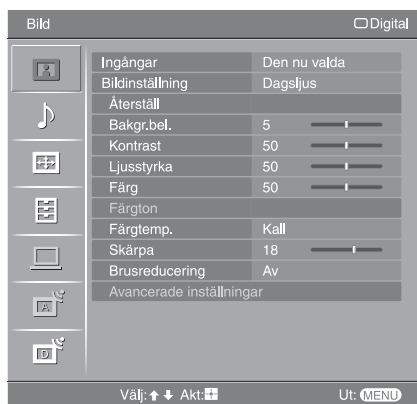 Bild Digital
Ingångar Den nu valda
Bildinställning Dagsljus
Återställ
Bakgr.bel. 5
Kontrast 50
Ljusstyrka 50
Färg 50
Färgton
Färgtemp. Kall
Skärpa 18
Brusreducering Av
Avancerade inställningar
A
D
Välj: Akt: Ut: MENU